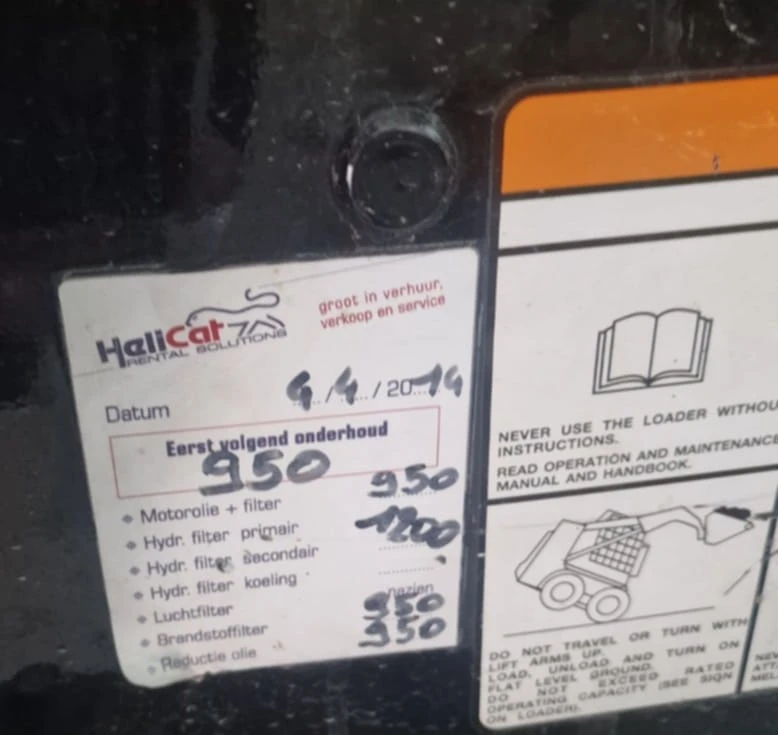 HeliCat
RENTAL SOLUTIONS
groot in verhuur,
verkoop en service
Datum 4/4/2014
Eerst volgend onderhoud
950
Motorolie + filter 950
Hydr. filter primair 1200
Hydr. filter secondair
Hydr. filter koeling
Luchtfilter nazien
Brandstoffilter 950
Reductie olie 950
NEVER USE THE LOADER WITHOU
INSTRUCTIONS.
READ OPERATION AND MAINTENANCE
MANUAL AND HANDBOOK.
DO NOT TRAVEL OR TURN WITH
LIFT ARMS UP.
LOAD, UNLOAD AND TURN ON
FLAT LEVEL GROUND.
DO NOT EXCEED RATED
OPERATING CAPACITY (SEE SIGN
ON LOADER).